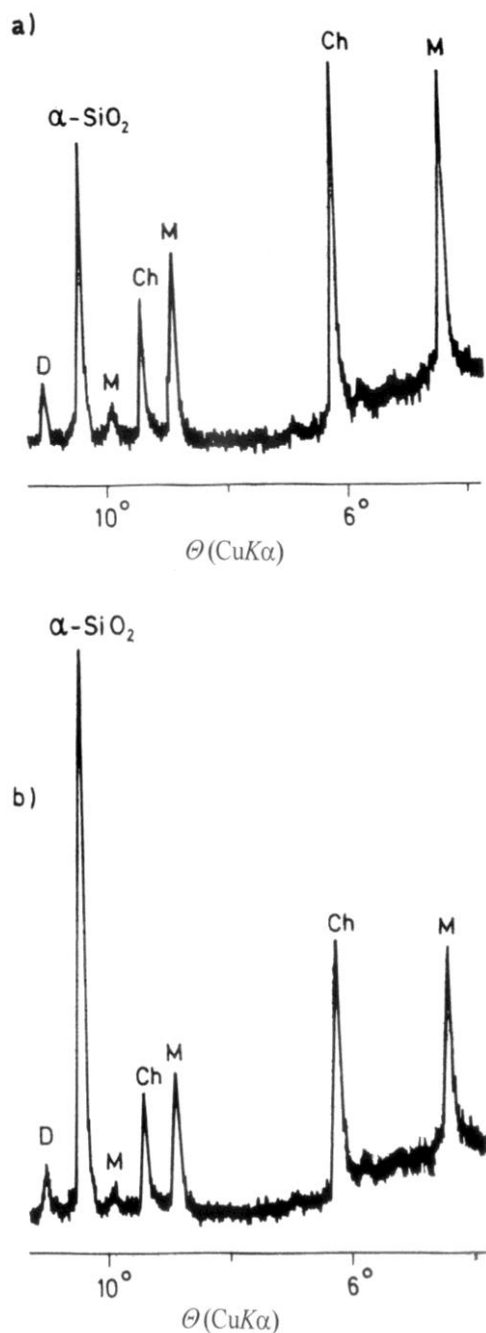 a)
Ch
M
α-SiO₂
M
Ch
D
M
10° 6°
Θ (CuKα)
α-SiO₂
b)
Ch
M
M
Ch
D
M
10° 6°
Θ (CuKα)